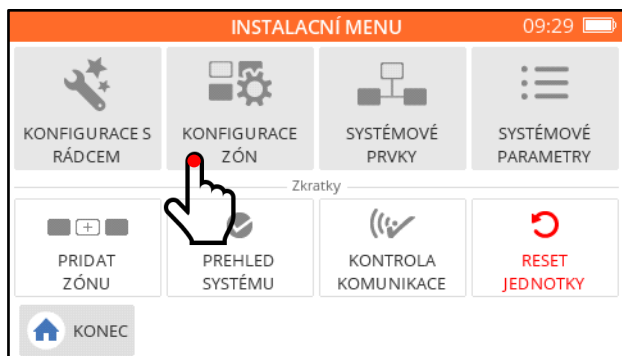 INSTALACNÍ MENU 09:29
KONFIGURACE S RÁDCEM
KONFIGURACE ZÓN
SYSTÉMOVÉ PRVKY
SYSTÉMOVÉ PARAMETRY
Zkratky
PRIDAT ZÓNU
PREHLED SYSTÉMU
KONTROLA KOMUNIKACE
RESET JEDNOTKY
KONEC